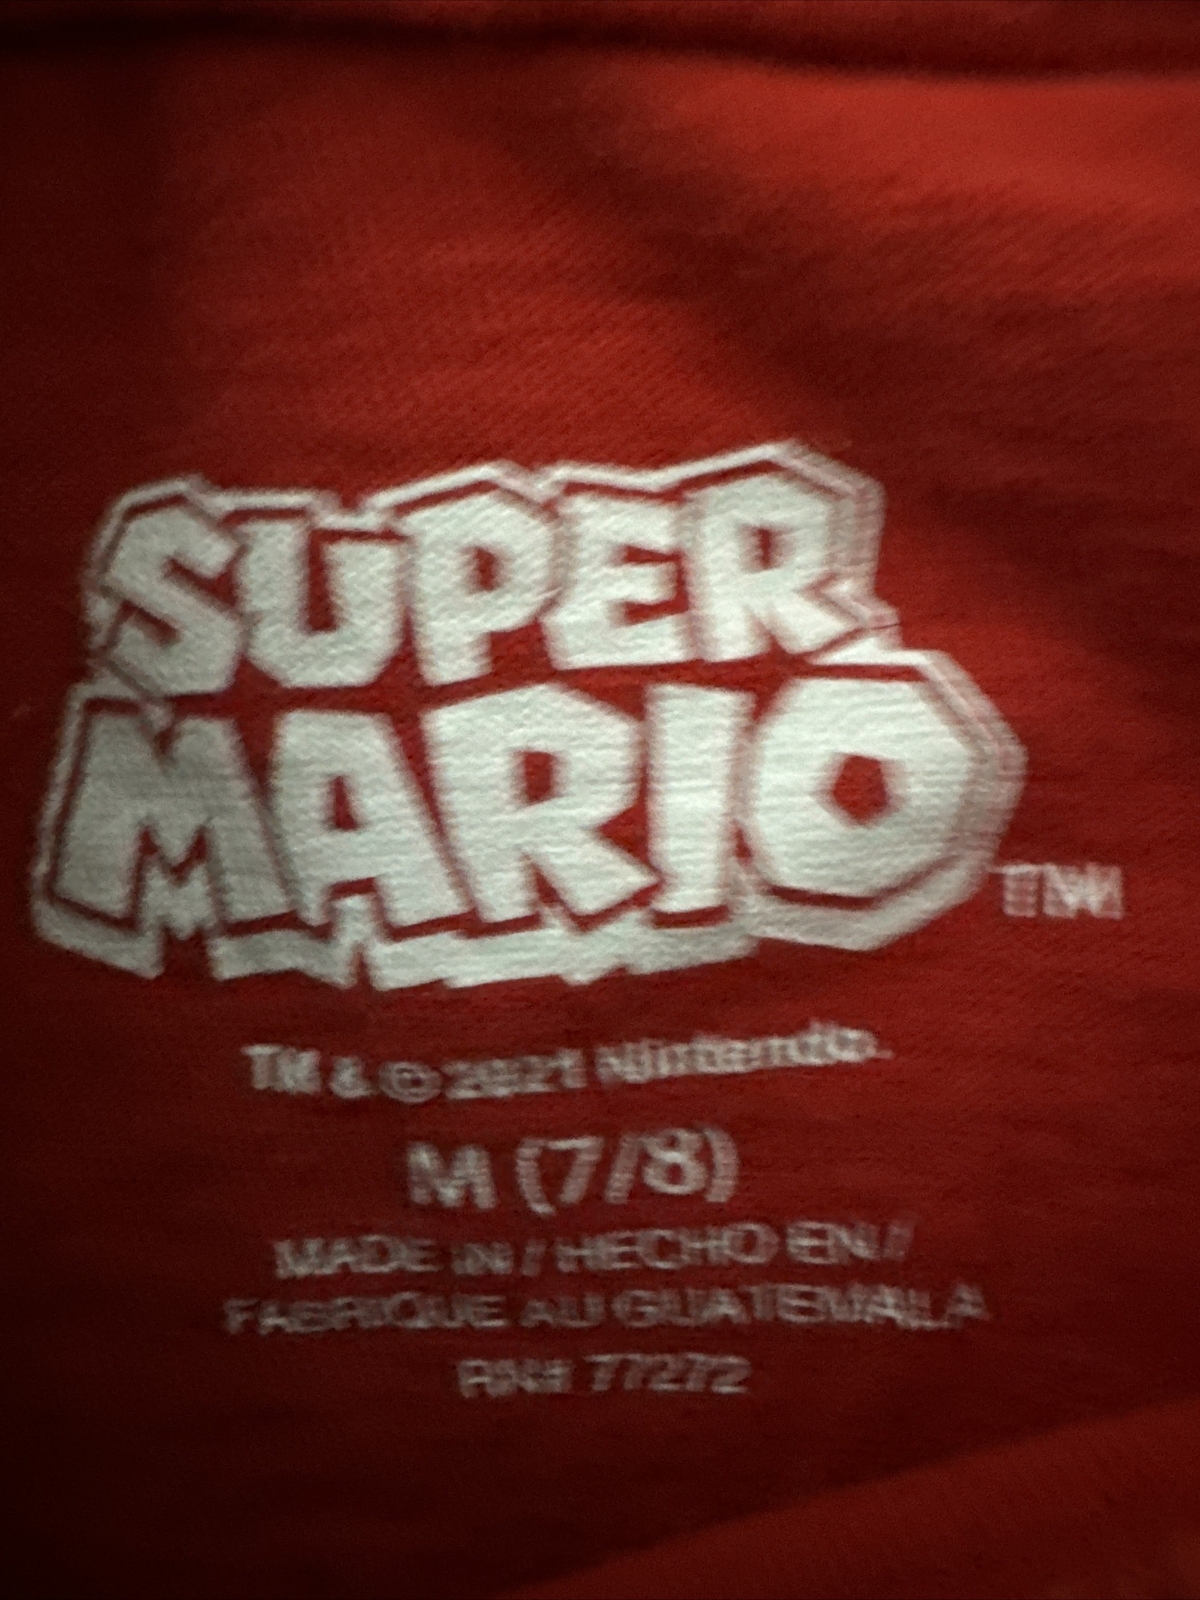 SUPER
MARIO
TM
TM & © 2021 Nintendo.
M (7/8)
MADE IN / HECHO EN /
FABRIQUE AU GUATEMALA
RN# 77272